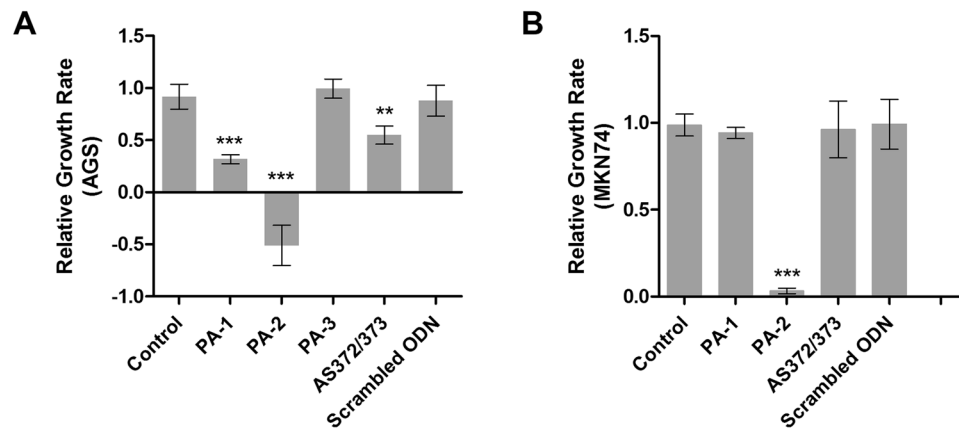 A
Relative Growth Rate
(AGS)
1.5
1.0
0.5
0.0
-0.5
-1.0
***
***
**
Control
PA-1
PA-2
PA-3
AS372/373
Scrambled ODN
B
Relative Growth Rate
(MKN74)
1.5
1.0
0.5
0.0
***
Control
PA-1
PA-2
AS372/373
Scrambled ODN